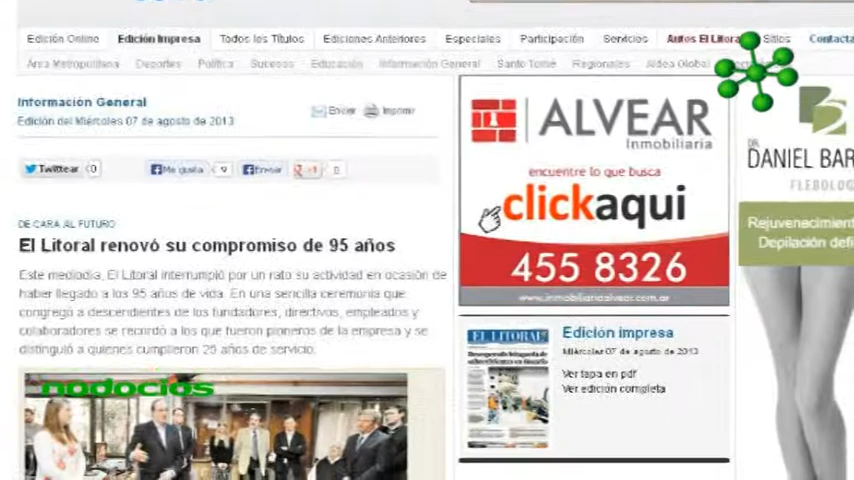 Edición Online Edición Impresa Todos los Títulos Ediciones Anteriores Especiales Participación Servicios Autos El Litoral Sitios Contacta
Área Metropolitana Deportes Política Sucesos Educación Información General Santo Tomé Regionales Aldea Global
Información General
Edición del Miércoles 07 de agosto de 2013
Enviar Imprimir
Twittear 0 Me gusta 9 Enviar +1 0
DE CARA AL FUTURO
El Litoral renovó su compromiso de 95 años
Este mediodía, El Litoral interrumpió por un rato su actividad en ocasión de
haber llegado a los 95 años de vida. En una sencilla ceremonia que
congregó a descendientes de los fundadores, directivos, empleados y
colaboradores se recordó a los que fueron pioneros de la empresa y se
distinguió a quienes cumplieron 25 años de servicio.
nodocios
ALVEAR
Inmobiliaria
encuentre lo que busca
clickaqui
455 8326
www.inmobiliariaalvear.com.ar
EL LITORAL
Edición impresa
Miércoles 07 de agosto de 2013
Ver tapa en pdf
Ver edición completa
DR.
DANIEL BAR
FLEBOLOG
Rejuvenecimient
Depilación defi